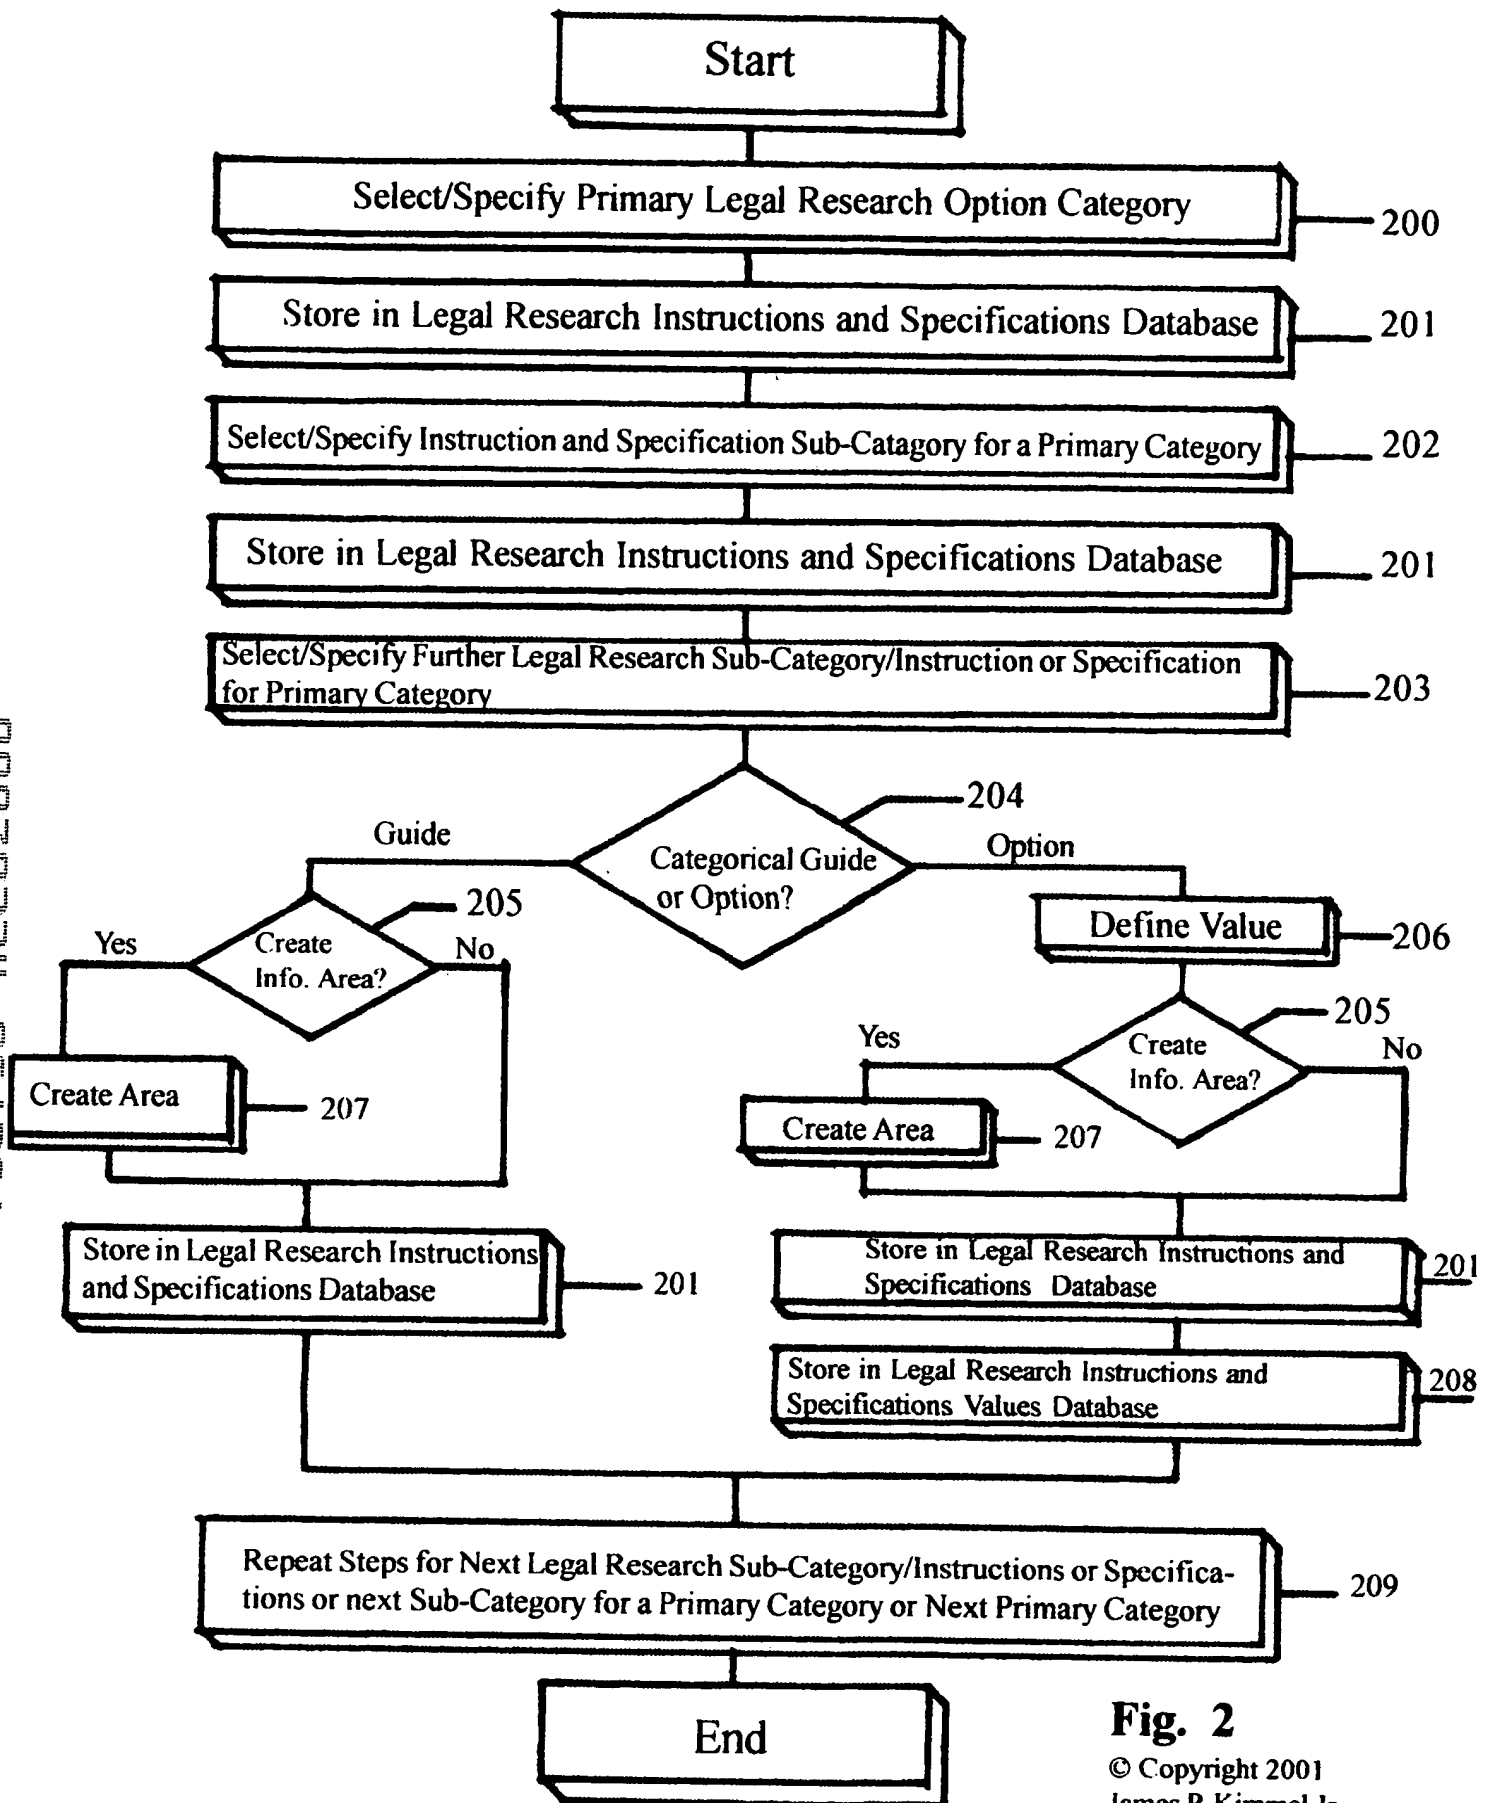 Start
Select/Specify Primary Legal Research Option Category
200
Store in Legal Research Instructions and Specifications Database
201
Select/Specify Instruction and Specification Sub-Catagory for a Primary Category
202
Store in Legal Research Instructions and Specifications Database
201
Select/Specify Further Legal Research Sub-Category/Instruction or Specification
for Primary Category
203
204
Guide
Categorical Guide
or Option?
Option
205
Yes
Create
Info. Area?
No
Define Value
206
205
Yes
Create
Info. Area?
No
Create Area
207
Create Area
207
Store in Legal Research Instructions
and Specifications Database
201
Store in Legal Research Instructions and
Specifications Database
201
Store in Legal Research Instructions and
Specifications Values Database
208
Repeat Steps for Next Legal Research Sub-Category/Instructions or Specifica-
tions or next Sub-Category for a Primary Category or Next Primary Category
209
End
Fig. 2
© Copyright 2001
James P. Kimmel Jr.